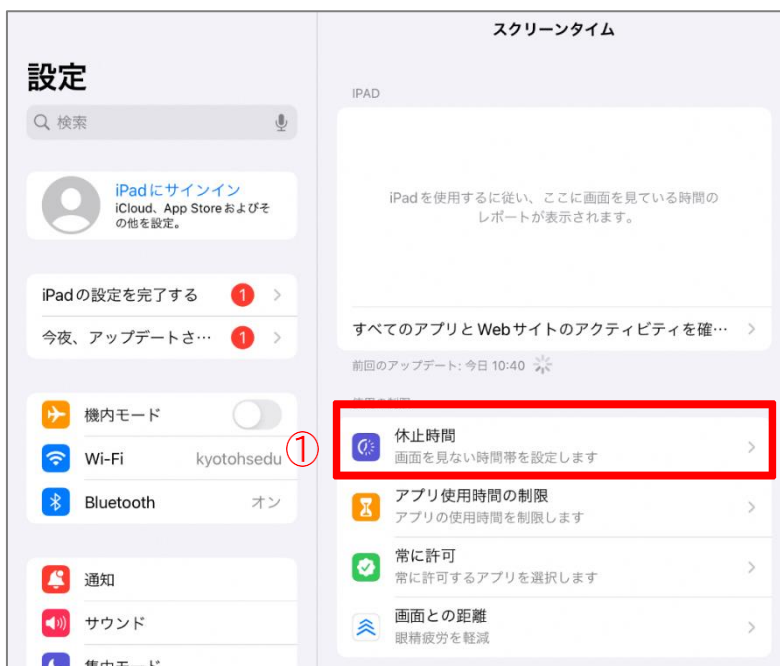 スクリーンタイム
設定
検索
iPadにサインイン
iCloud、App Storeおよびそ
の他を設定。
iPadの設定を完了する 1
今夜、アップデートさ… 1
機内モード
Wi-Fi kyotohsedu
Bluetooth オン
通知
サウンド
IPAD
iPadを使用するに従い、ここに画面を見ている時間の
レポートが表示されます。
すべてのアプリとWebサイトのアクティビティを確…
前回のアップデート: 今日 10:40
①
休止時間
画面を見ない時間帯を設定します
アプリ使用時間の制限
アプリの使用時間を制限します
常に許可
常に許可するアプリを選択します
画面との距離
眼精疲労を軽減